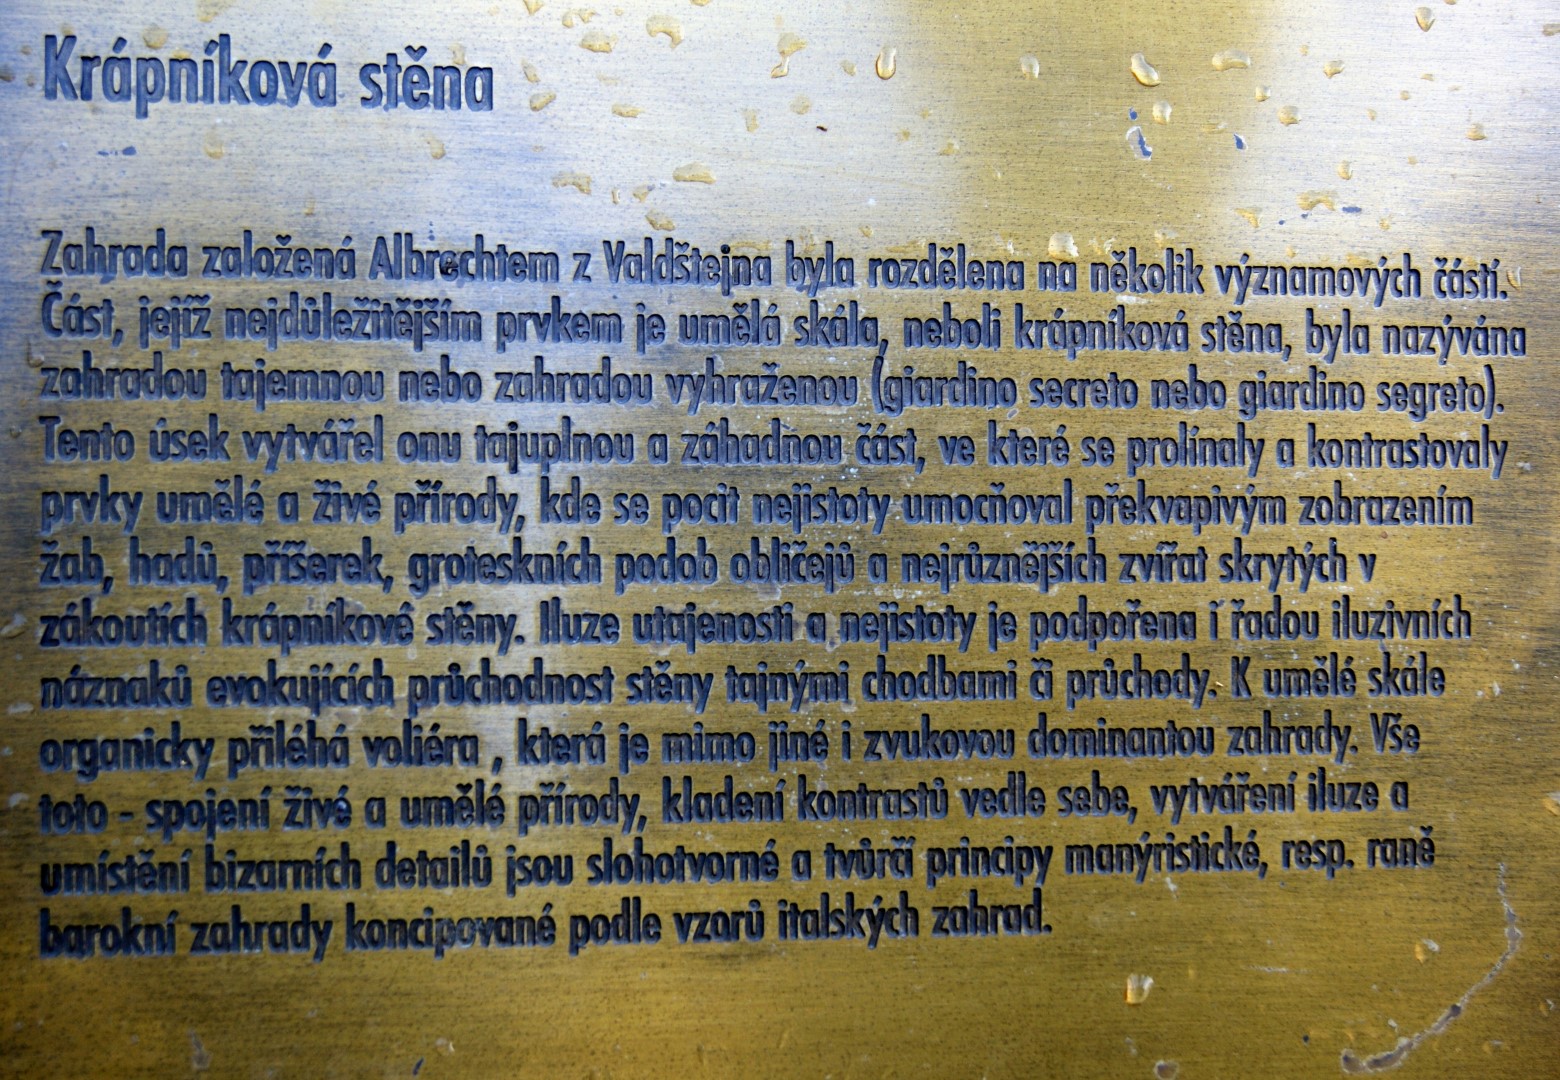 Krápníková stěna
Zahrada založená Albrechtem z Valdštejna byla rozdělena na několik významových částí.
Část, jejíž nejdůležitějším prvkem je umělá skála, neboli krápníková stěna, byla nazývána
zahradou tajemnou nebo zahradou vyhraženou (giardino secreto nebo giardino segreto).
Tento úsek vytvářel onu tajuplnou a záhadnou část, ve které se prolínaly a kontrastovaly
prvky umělé a živé přírody, kde se pocit nejistoty umocňoval překvapivým zobrazením
žab, hadů, příšerek, groteskních podob obličejů a nejrůznějších zvířat skrytých v
zákoutích krápníkové stěny. Iluze utajenosti a nejistoty je podpořena i řadou iluzivních
náznaků evokujících průchodnost stěny tajnými chodbami či průchody. K umělé skále
organicky přiléhá voliéra , která je mimo jiné i zvukovou dominantou zahrady. Vše
toto - spojení živé a umělé přírody, kladení kontrastů vedle sebe, vytváření iluze a
umístění bizarních detailů jsou slohotvorné a tvůrčí principy manýristické, resp. raně
barokní zahrady koncipované podle vzorů italských zahrad.